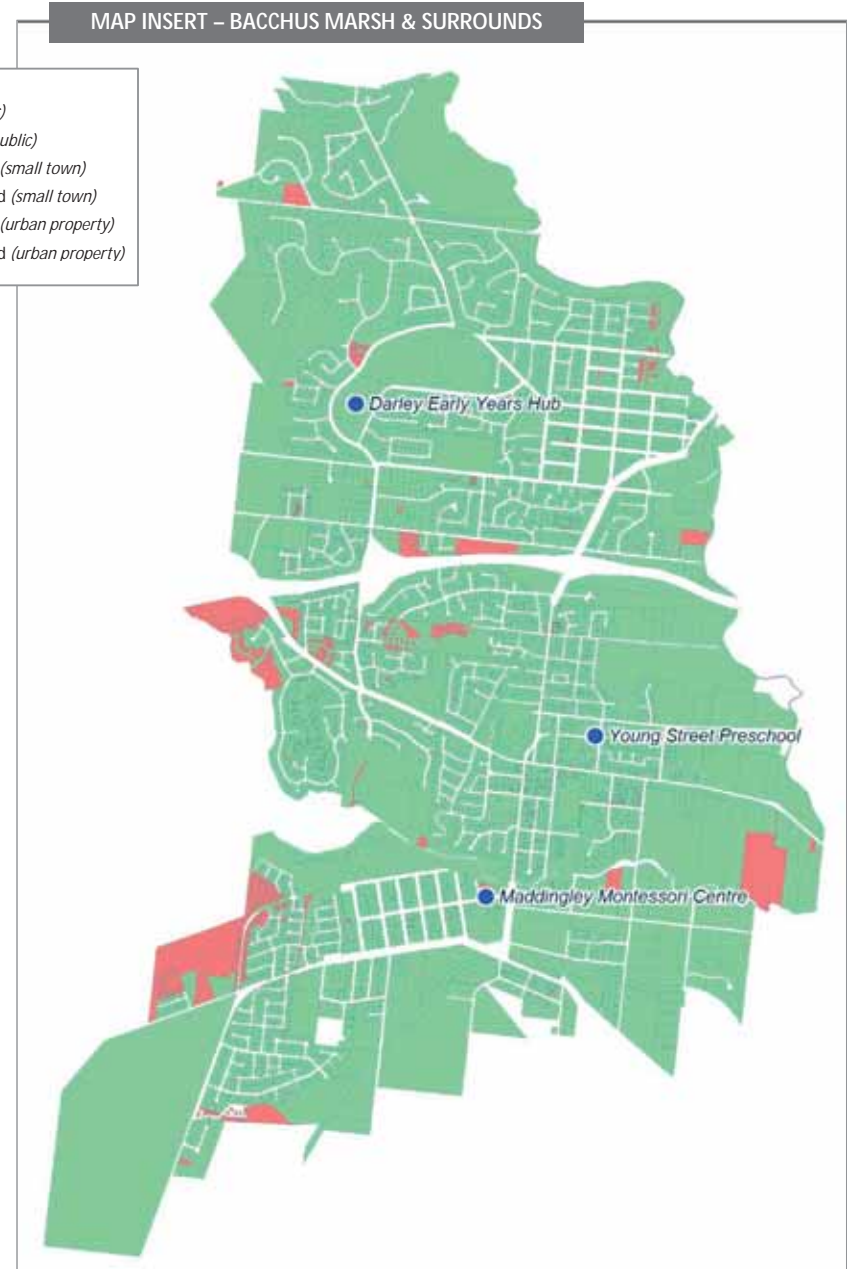 MAP INSERT – BACCHUS MARSH & SURROUNDS
(small town)
(small town)
(urban property)
(urban property)
Darley Early Years Hub
Young Street Preschool
Maddingley Montessori Centre